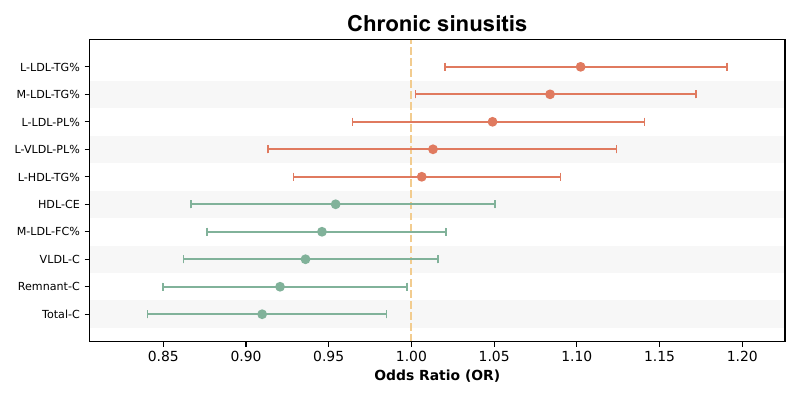 Chronic sinusitis
L-LDL-TG%
M-LDL-TG%
L-LDL-PL%
L-VLDL-PL%
L-HDL-TG%
HDL-CE
M-LDL-FC%
VLDL-C
Remnant-C
Total-C
0.85 0.90 0.95 1.00 1.05 1.10 1.15 1.20
Odds Ratio (OR)